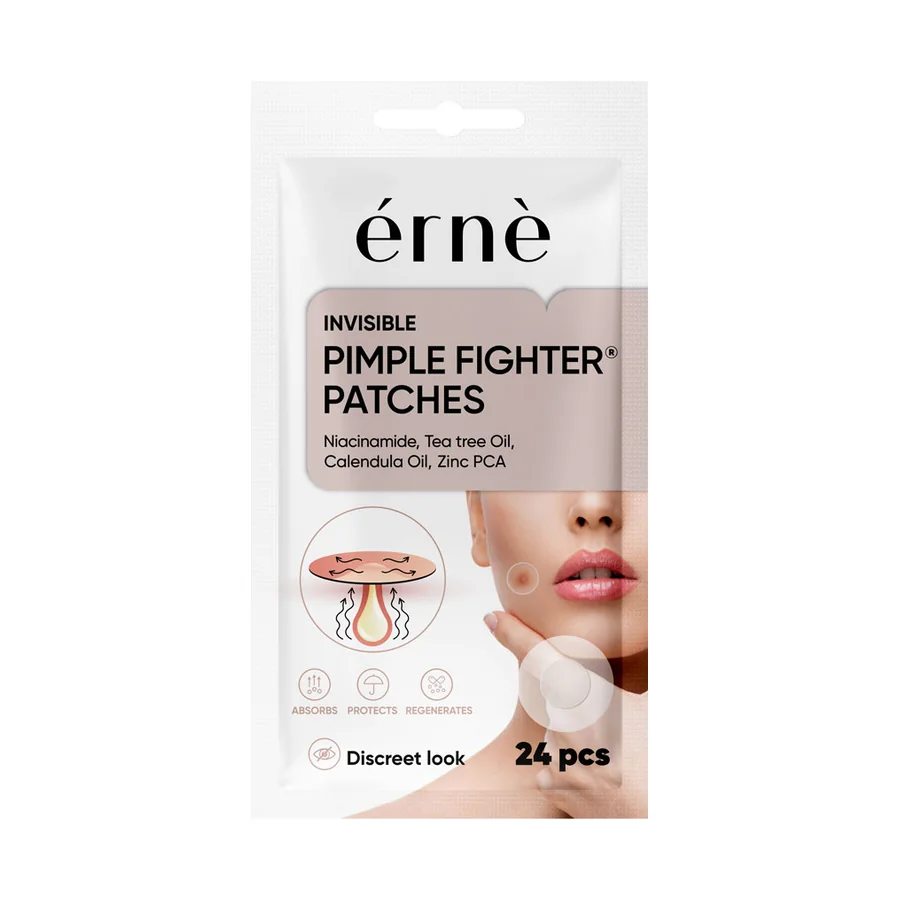 érnè
INVISIBLE
PIMPLE FIGHTER®
PATCHES
Niacinamide, Tea tree Oil,
Calendula Oil, Zinc PCA
ABSORBS PROTECTS REGENERATES
Discreet look
24 pcs